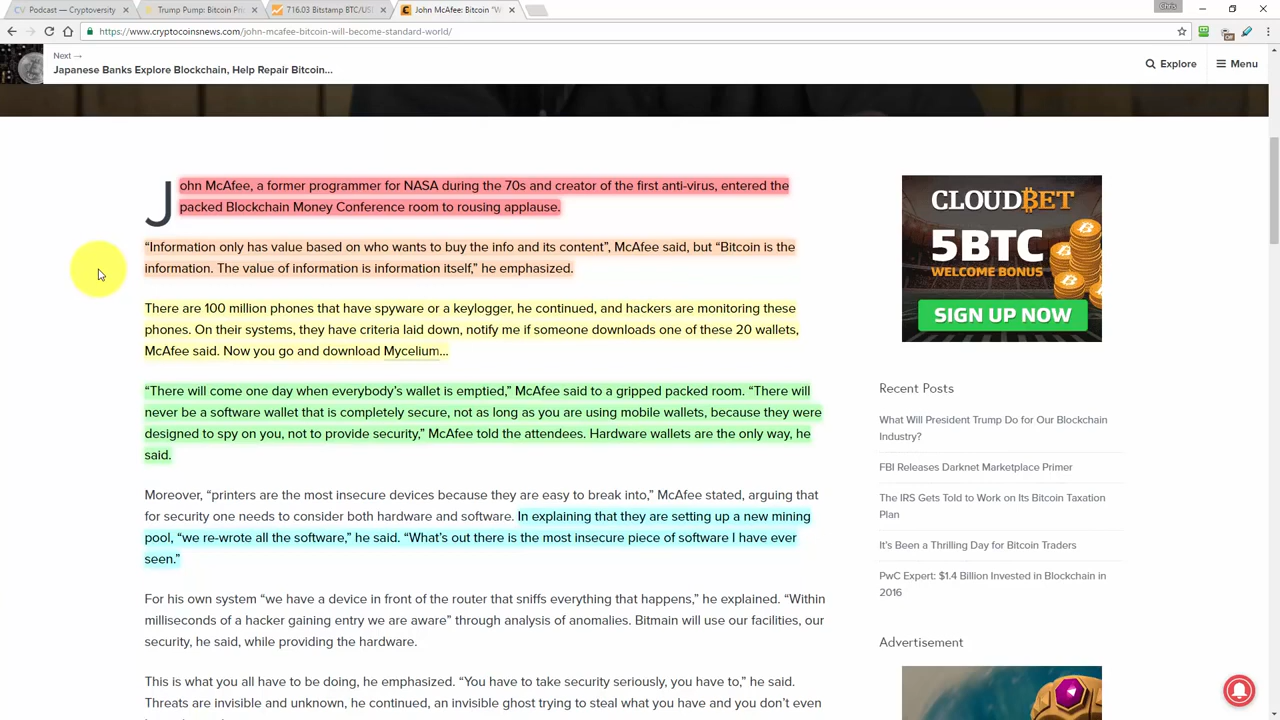 Podcast — Cryptoversity
Trump Pump: Bitcoin Pri
716.03 Bitstamp BTC/US
John McAfee: Bitcoin "W
Chris
https://www.cryptocoinsnews.com/john-mcafee-bitcoin-will-become-standard-world/
Next →
Japanese Banks Explore Blockchain, Help Repair Bitcoin...
Explore
Menu
John McAfee, a former programmer for NASA during the 70s and creator of the first anti-virus, entered the
packed Blockchain Money Conference room to rousing applause.
“Information only has value based on who wants to buy the info and its content”, McAfee said, but “Bitcoin is the
information. The value of information is information itself,” he emphasized.
There are 100 million phones that have spyware or a keylogger, he continued, and hackers are monitoring these
phones. On their systems, they have criteria laid down, notify me if someone downloads one of these 20 wallets,
McAfee said. Now you go and download Mycelium...
“There will come one day when everybody’s wallet is emptied,” McAfee said to a gripped packed room. “There will
never be a software wallet that is completely secure, not as long as you are using mobile wallets, because they were
designed to spy on you, not to provide security,” McAfee told the attendees. Hardware wallets are the only way, he
said.
Moreover, “printers are the most insecure devices because they are easy to break into,” McAfee stated, arguing that
for security one needs to consider both hardware and software. In explaining that they are setting up a new mining
pool, “we re-wrote all the software,” he said. “What’s out there is the most insecure piece of software I have ever
seen.”
For his own system “we have a device in front of the router that sniffs everything that happens,” he explained. “Within
milliseconds of a hacker gaining entry we are aware” through analysis of anomalies. Bitmain will use our facilities, our
security, he said, while providing the hardware.
This is what you all have to be doing, he emphasized. “You have to take security seriously, you have to,” he said.
Threats are invisible and unknown, he continued, an invisible ghost trying to steal what you have and you don’t even
CLOUDBET
5BTC
WELCOME BONUS
SIGN UP NOW
Recent Posts
What Will President Trump Do for Our Blockchain
Industry?
FBI Releases Darknet Marketplace Primer
The IRS Gets Told to Work on Its Bitcoin Taxation
Plan
It’s Been a Thrilling Day for Bitcoin Traders
PwC Expert: $1.4 Billion Invested in Blockchain in
2016
Advertisement